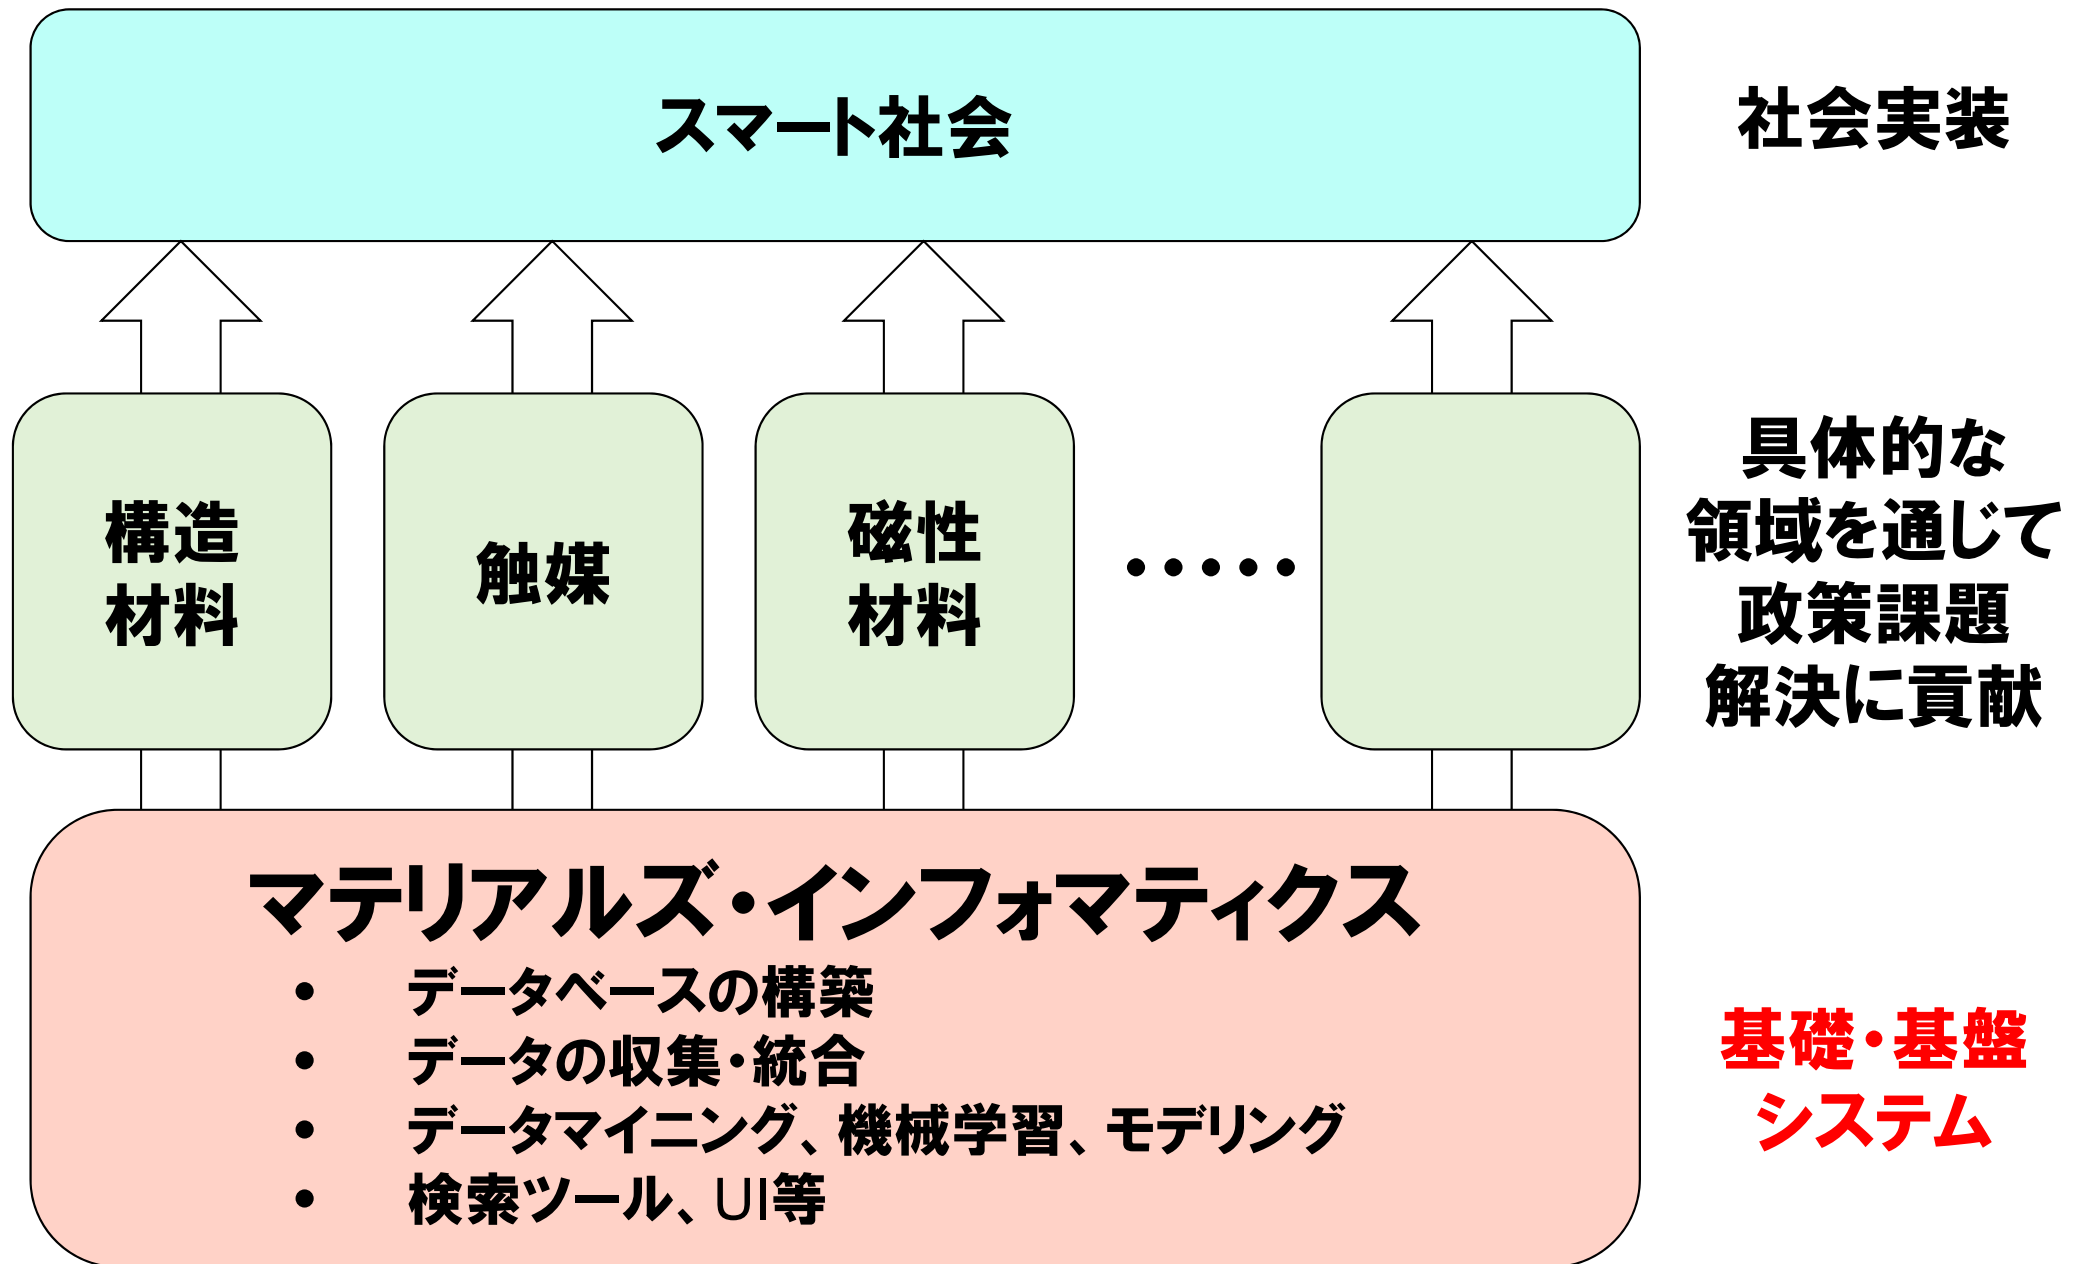 スマート社会
社会実装
構造
材料
触媒
磁性
材料
・・・・・
具体的な
領域を通じて
政策課題
解決に貢献
マテリアルズ・インフォマティクス
• データベースの構築
• データの収集・統合
• データマイニング、機械学習、モデリング
• 検索ツール、UI等
基礎・基盤
システム